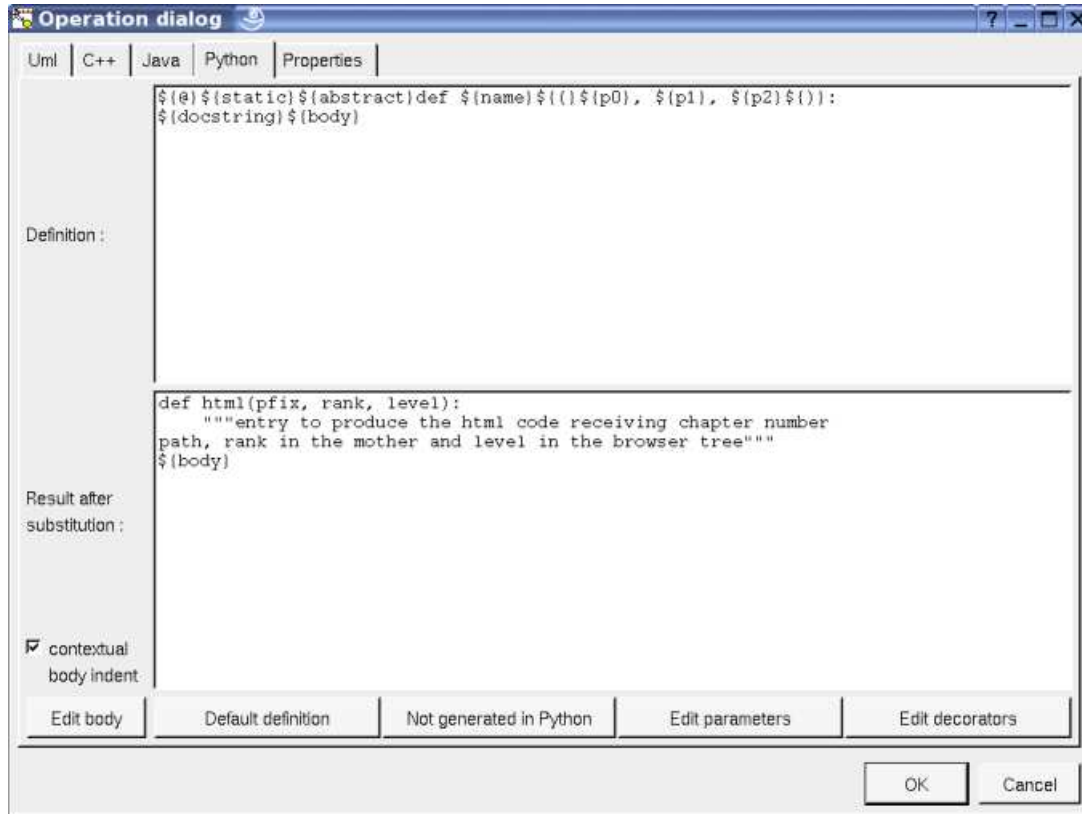 Operation dialog
Uml C++ Java Python Properties
${@}${static}${abstract}def ${name}${(}${p0}, ${p1}, ${p2}${)}:
${docstring}${body}
Definition :
def html(pfix, rank, level):
"""entry to produce the html code receiving chapter number
path, rank in the mother and level in the browser tree"""
${body}
Result after
substitution :
contextual
body indent
Edit body Default definition Not generated in Python Edit parameters Edit decorators
OK Cancel